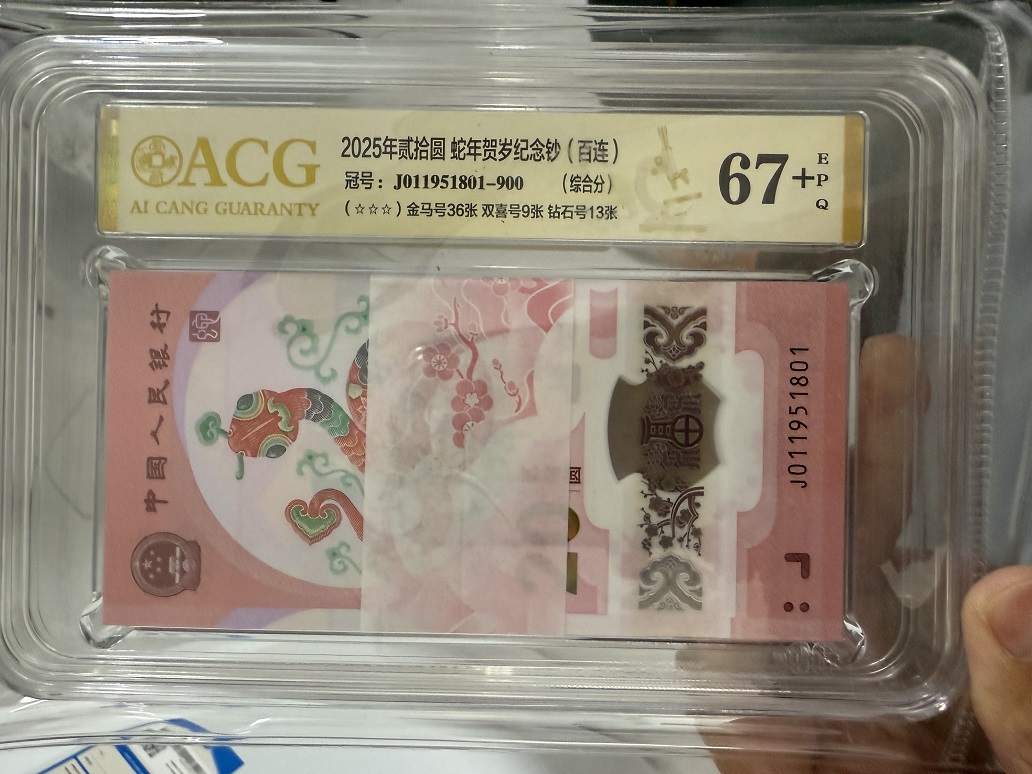 ACG
AI CANG GUARANTY
2025年贰拾圆 蛇年贺岁纪念钞（百连）
冠号：J011951801-900 （综合分）
（☆☆☆）金马号36张 双喜号9张 钻石号13张
67+
EPQ
中国人民银行
J011951801